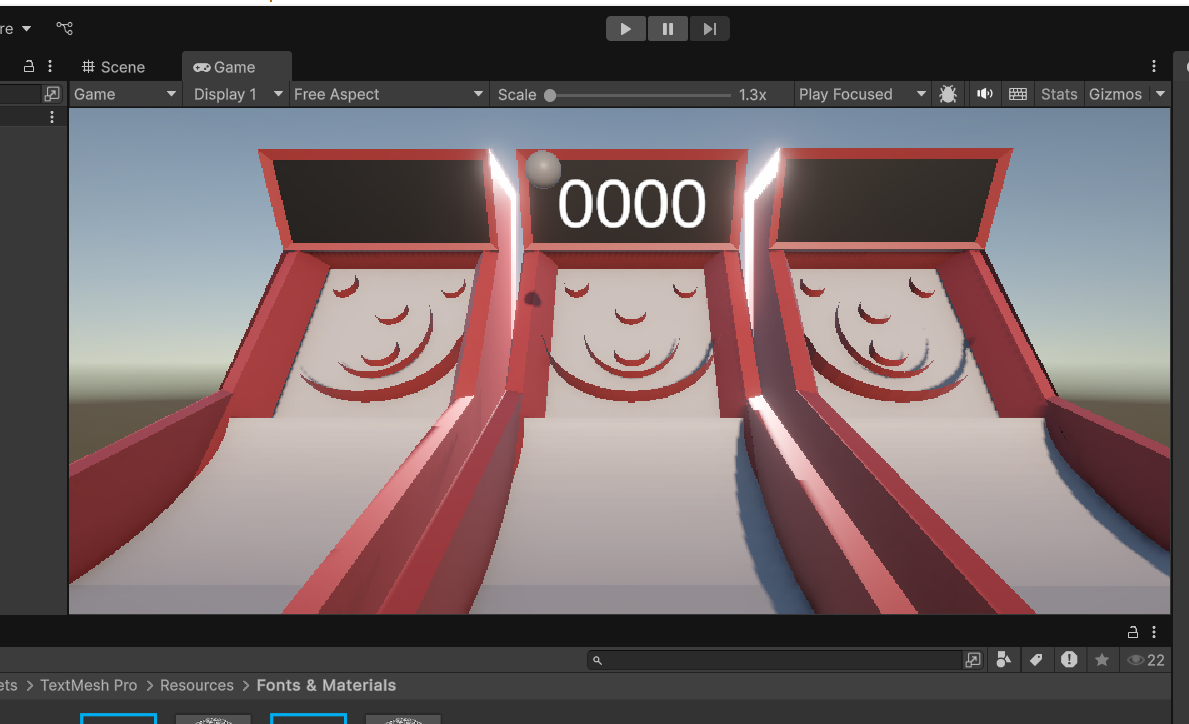 re
Scene
Game
Game
Display 1
Free Aspect
Scale
1.3x
Play Focused
Stats
Gizmos
0000
22
ets > TextMesh Pro > Resources > Fonts & Materials